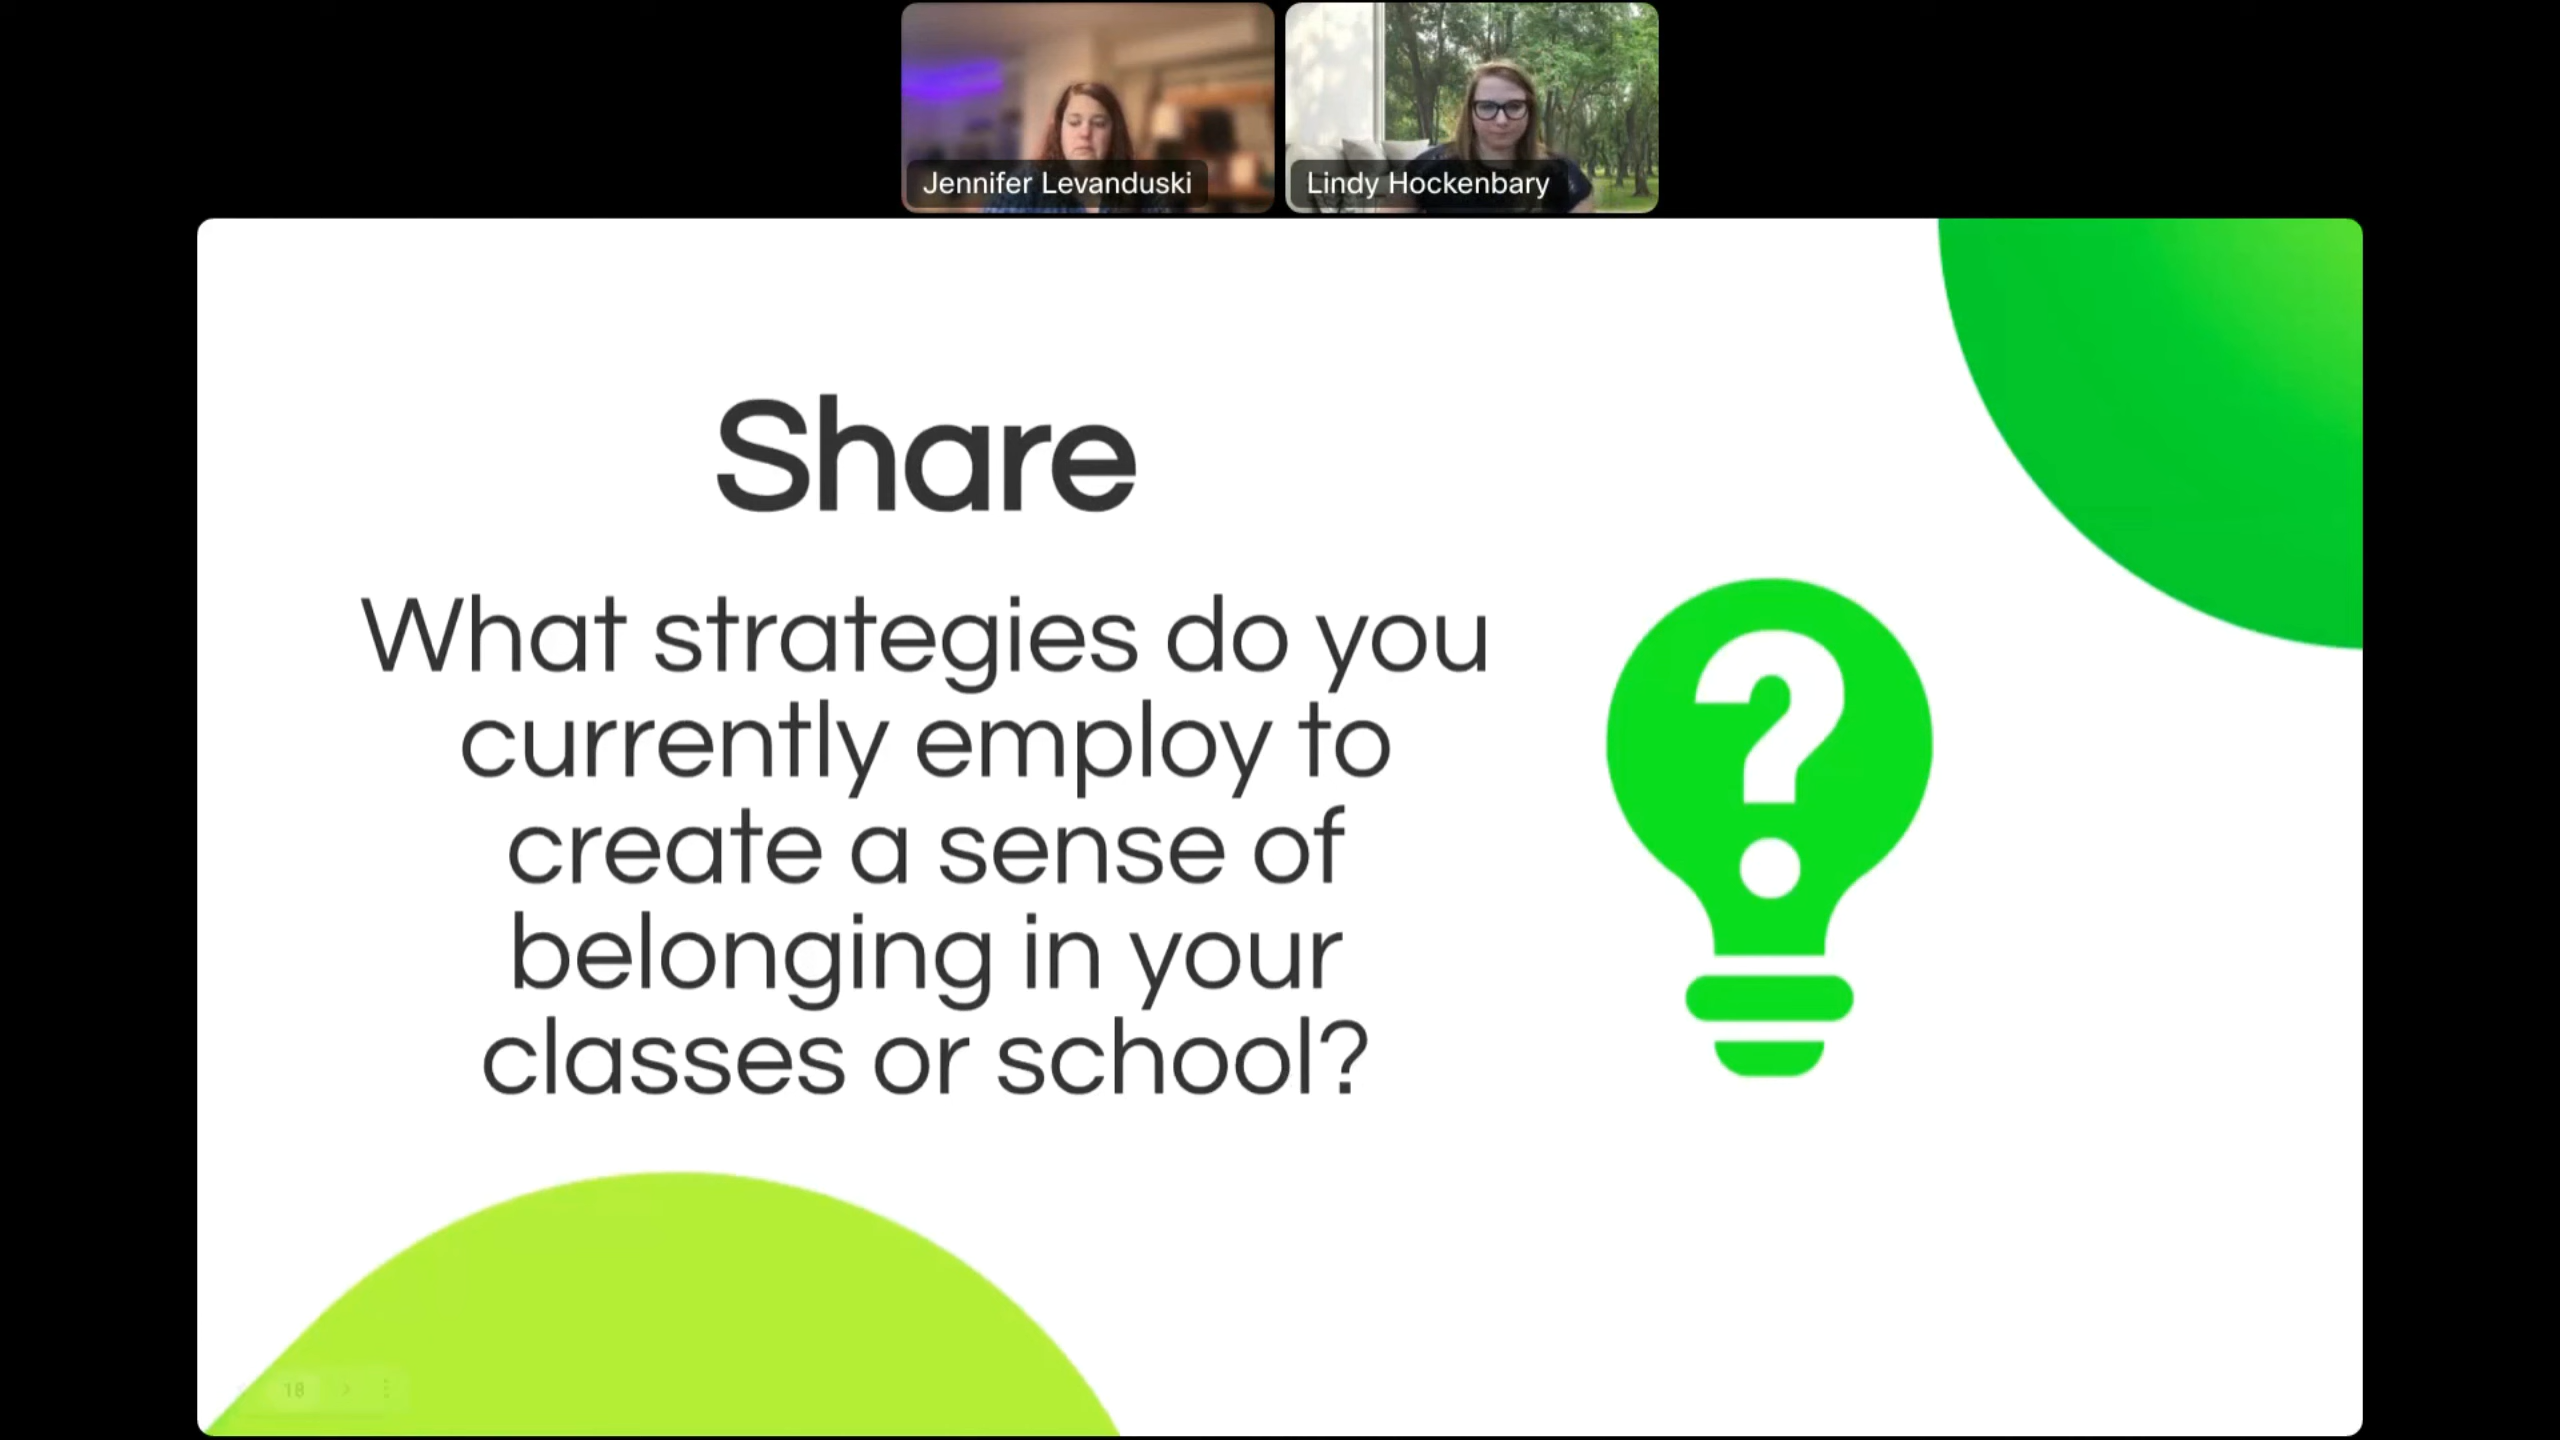 Jennifer Levanduski
Lindy Hockenbary
Share
What strategies do you
currently employ to
create a sense of
belonging in your
classes or school?
18